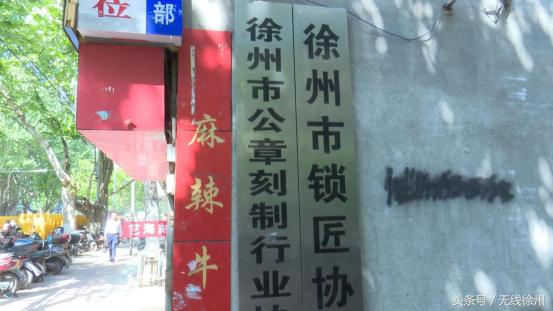 位
部
麻辣牛
徐州市公章刻制行业协
徐州市锁匠协
头条号／无线徐州